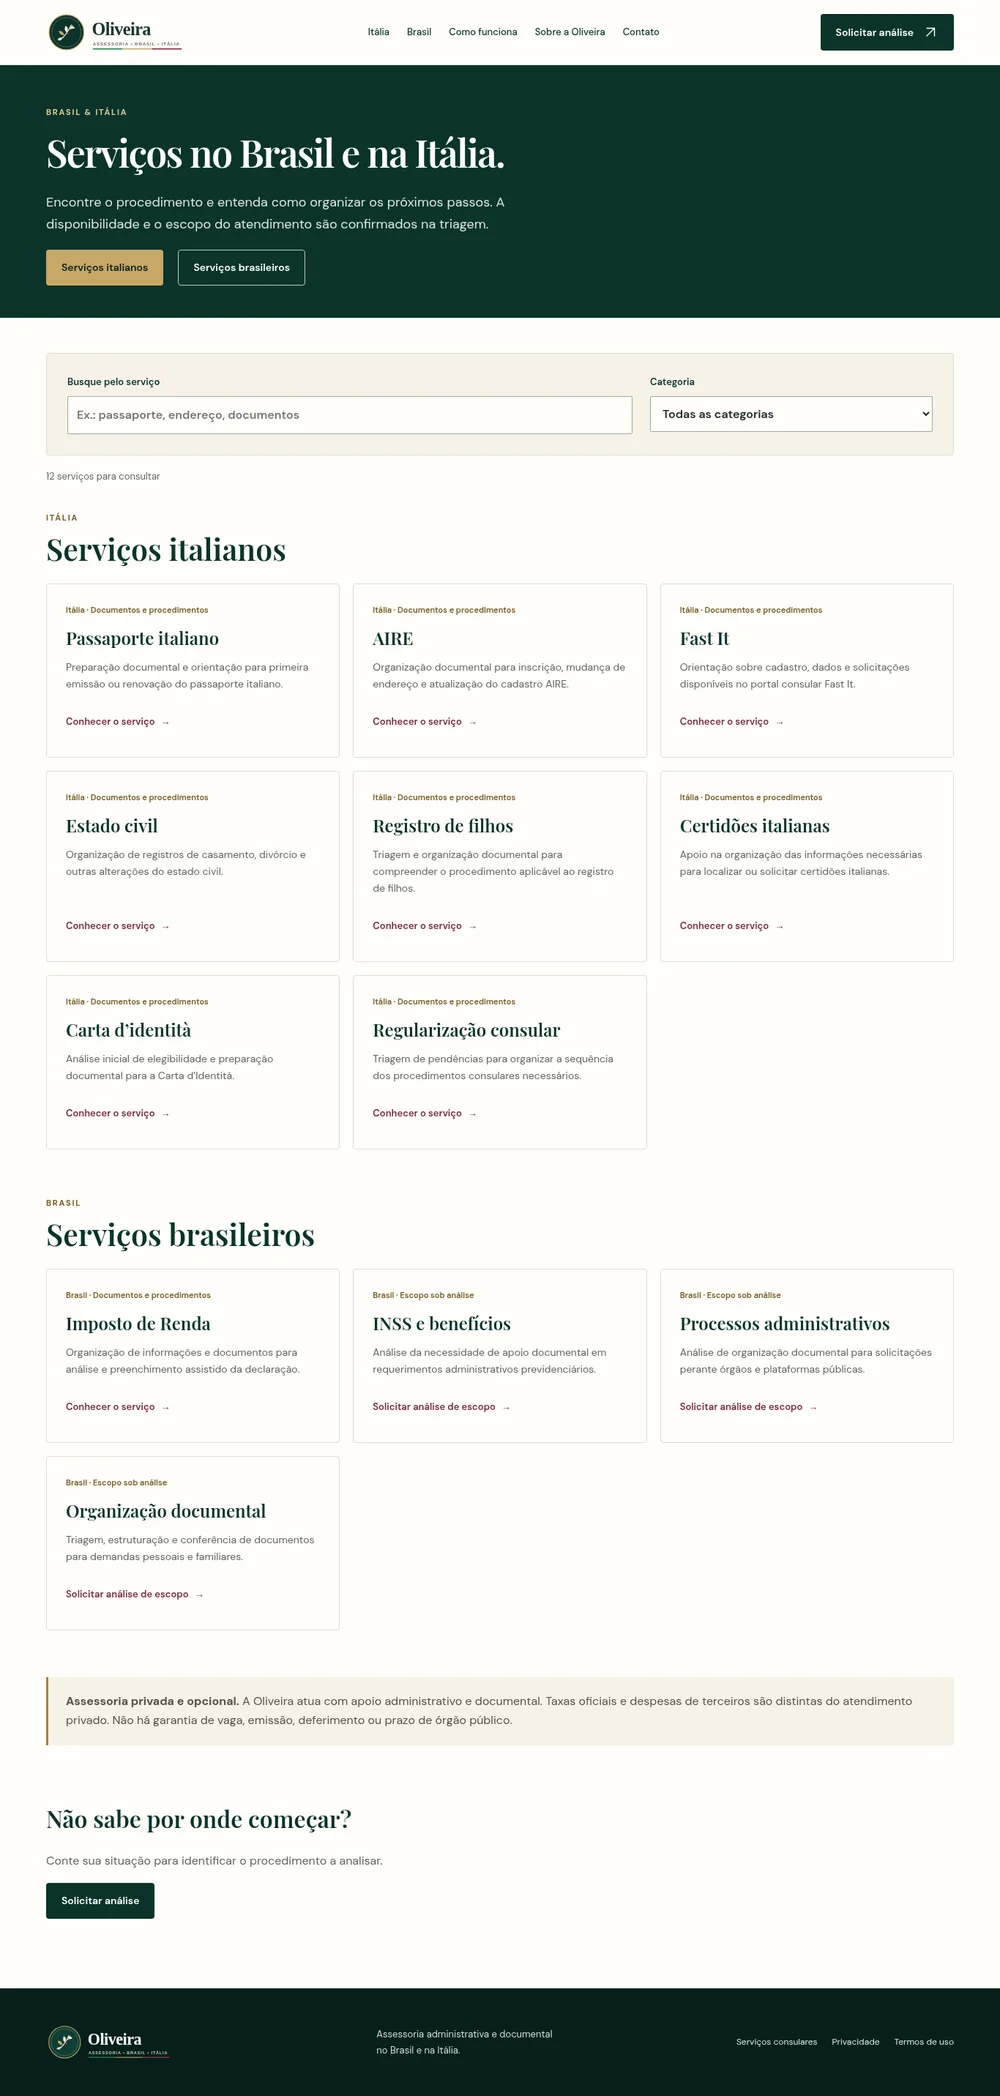 Oliveira
ASSESSORIA • BRASIL • ITÁLIA
Itália
Brasil
Como funciona
Sobre a Oliveira
Contato
Solicitar análise
BRASIL & ITÁLIA
Serviços no Brasil e na Itália.
Encontre o procedimento e entenda como organizar os próximos passos. A
disponibilidade e o escopo do atendimento são confirmados na triagem.
Serviços italianos
Serviços brasileiros
Busque pelo serviço
Categoria
Ex.: passaporte, endereço, documentos
Todas as categorias
12 serviços para consultar
ITÁLIA
Serviços italianos
Itália · Documentos e procedimentos
Passaporte italiano
Preparação documental e orientação para primeira
emissão ou renovação do passaporte italiano.
Conhecer o serviço →
Itália · Documentos e procedimentos
AIRE
Organização documental para inscrição, mudança de
endereço e atualização do cadastro AIRE.
Conhecer o serviço →
Itália · Documentos e procedimentos
Fast It
Orientação sobre cadastro, dados e solicitações
disponíveis no portal consular Fast It.
Conhecer o serviço →
Itália · Documentos e procedimentos
Estado civil
Organização de registros de casamento, divórcio e
outras alterações do estado civil.
Conhecer o serviço →
Itália · Documentos e procedimentos
Registro de filhos
Triagem e organização documental para
compreender o procedimento aplicável ao registro
de filhos.
Conhecer o serviço →
Itália · Documentos e procedimentos
Certidões italianas
Apoio na organização das informações necessárias
para localizar ou solicitar certidões italianas.
Conhecer o serviço →
Itália · Documentos e procedimentos
Carta d’identità
Análise inicial de elegibilidade e preparação
documental para a Carta d’Identità.
Conhecer o serviço →
Itália · Documentos e procedimentos
Regularização consular
Triagem de pendências para organizar a sequência
dos procedimentos consulares necessários.
Conhecer o serviço →
BRASIL
Serviços brasileiros
Brasil · Documentos e procedimentos
Imposto de Renda
Organização de informações e documentos para
análise e preenchimento assistido da declaração.
Conhecer o serviço →
Brasil · Escopo sob análise
INSS e benefícios
Análise da necessidade de apoio documental em
requerimentos administrativos previdenciários.
Solicitar análise de escopo →
Brasil · Escopo sob análise
Processos administrativos
Análise de organização documental para solicitações
perante órgãos e plataformas públicas.
Solicitar análise de escopo →
Brasil · Escopo sob análise
Organização documental
Triagem, estruturação e conferência de documentos
para demandas pessoais e familiares.
Solicitar análise de escopo →
Assessoria privada e opcional. A Oliveira atua com apoio administrativo e documental. Taxas oficiais e despesas de terceiros são distintas do atendimento
privado. Não há garantia de vaga, emissão, deferimento ou prazo de órgão público.
Não sabe por onde começar?
Conte sua situação para identificar o procedimento a analisar.
Solicitar análise
Oliveira
ASSESSORIA • BRASIL • ITÁLIA
Assessoria administrativa e documental
no Brasil e na Itália.
Serviços consulares
Privacidade
Termos de uso